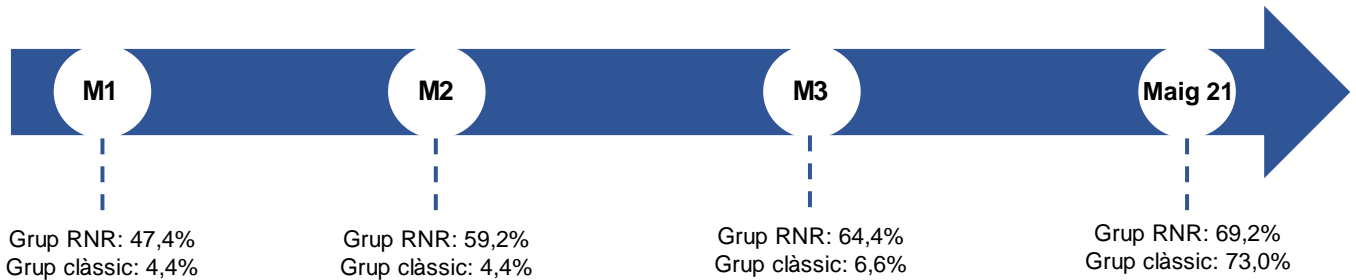 M1
M2
M3
Maig 21
Grup RNR: 47,4%
Grup clàssic: 4,4%
Grup RNR: 59,2%
Grup clàssic: 4,4%
Grup RNR: 64,4%
Grup clàssic: 6,6%
Grup RNR: 69,2%
Grup clàssic: 73,0%